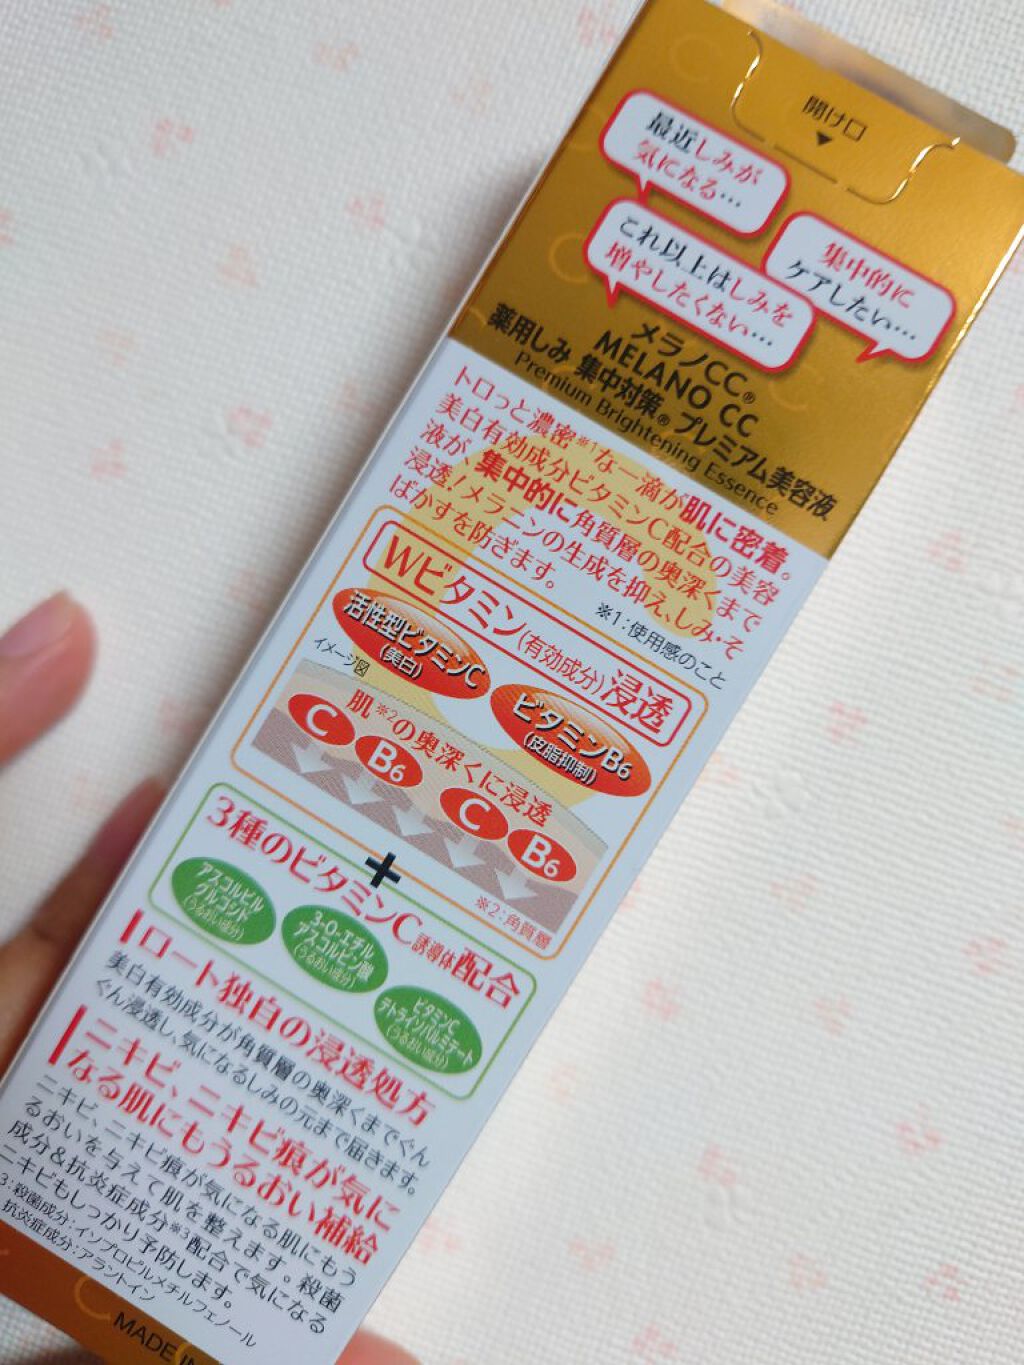 開け口
最近しみが
気になる…
これ以上はしみを
増やしたくない…
集中的に
ケアしたい…
メラノCC®
MELANO CC
薬用しみ 集中対策® プレミアム美容液
Premium Brightening Essence
トロっと濃密※1な一滴が肌に密着。
美白有効成分ビタミンC配合の美容
液が、集中的に角質層の奥深くまで
浸透!メラニンの生成を抑え、しみ・そ
ばかすを防ぎます。
※1:使用感のこと
Wビタミン(有効成分)浸透
活性型ビタミンC
(美白)
ビタミンB6
(皮脂抑制)
イメージ図
肌※2の奥深くに浸透
C
B6
C
B6
※2:角質層
+
3種のビタミンC誘導体配合
アスコルビル
グルコシド
(うるおい成分)
3-O-エチル
アスコルビン酸
(うるおい成分)
ビタミンC
テトライソパルミテート
(うるおい成分)
ロート独自の浸透処方
美白有効成分が角質層の奥深くまでぐん
ぐん浸透し、気になるしみの元まで届きます。
ニキビ、ニキビ痕が気に
なる肌にもうるおい補給
ニキビ、ニキビ痕が気になる肌にもう
るおいを与えて肌を整えます。殺菌
成分&抗炎症成分※3配合で気になる
ニキビもしっかり予防します。
3:殺菌成分:イソプロピルメチルフェノール
抗炎症成分:アラントイン
MADE IN